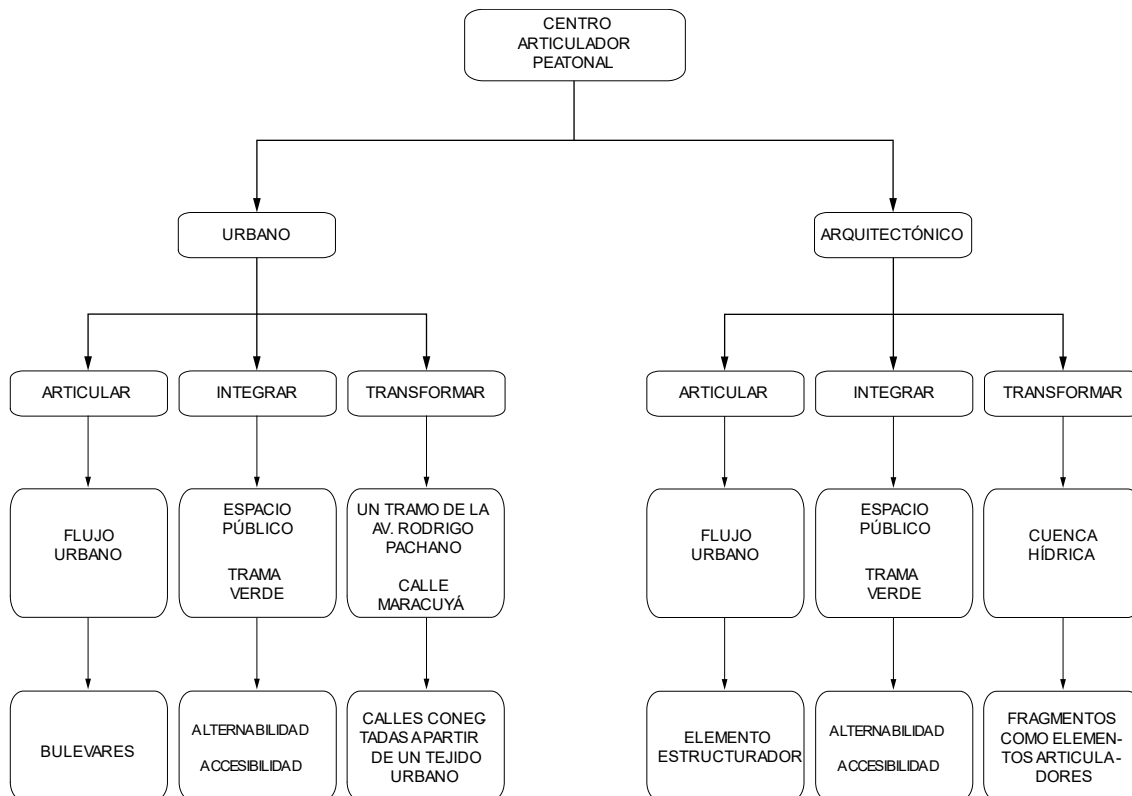 CENTRO
ARTICULADOR
PEATONAL
URBANO
ARQUITECTÓNICO
ARTICULAR
INTEGRAR
TRANSFORMAR
ARTICULAR
INTEGRAR
TRANSFORMAR
FLUJO
URBANO
ESPACIO
PÚBLICO
TRAMA
VERDE
UN TRAMO DE LA
AV. RODRIGO
PACHANO
CALLE
MARACUYÁ
FLUJO
URBANO
ESPACIO
PÚBLICO
TRAMA
VERDE
CUENCA
HÍDRICA
BULEVARES
ALTERNABILIDAD
ACCESIBILIDAD
CALLES CONEC-
TADAS A PARTIR
DE UN TEJIDO
URBANO
ELEMENTO
ESTRUCTURADOR
ALTERNABILIDAD
ACCESIBILIDAD
FRAGMENTOS
COMO ELEMEN-
TOS ARTICULA-
DORES